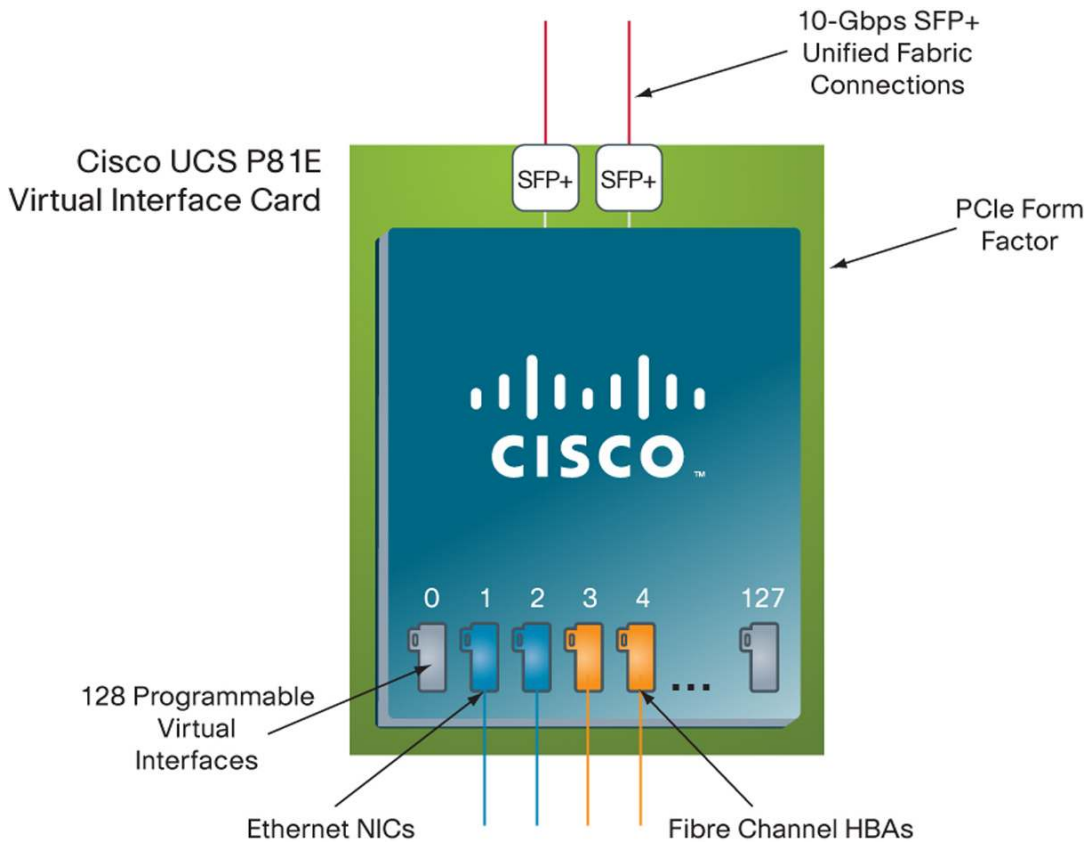 10-Gbps SFP+
Unified Fabric
Connections
Cisco UCS P81E
Virtual Interface Card
SFP+ SFP+
PCIe Form
Factor
CISCO™
0 1 2 3 4 127
...
128 Programmable
Virtual
Interfaces
Ethernet NICs
Fibre Channel HBAs